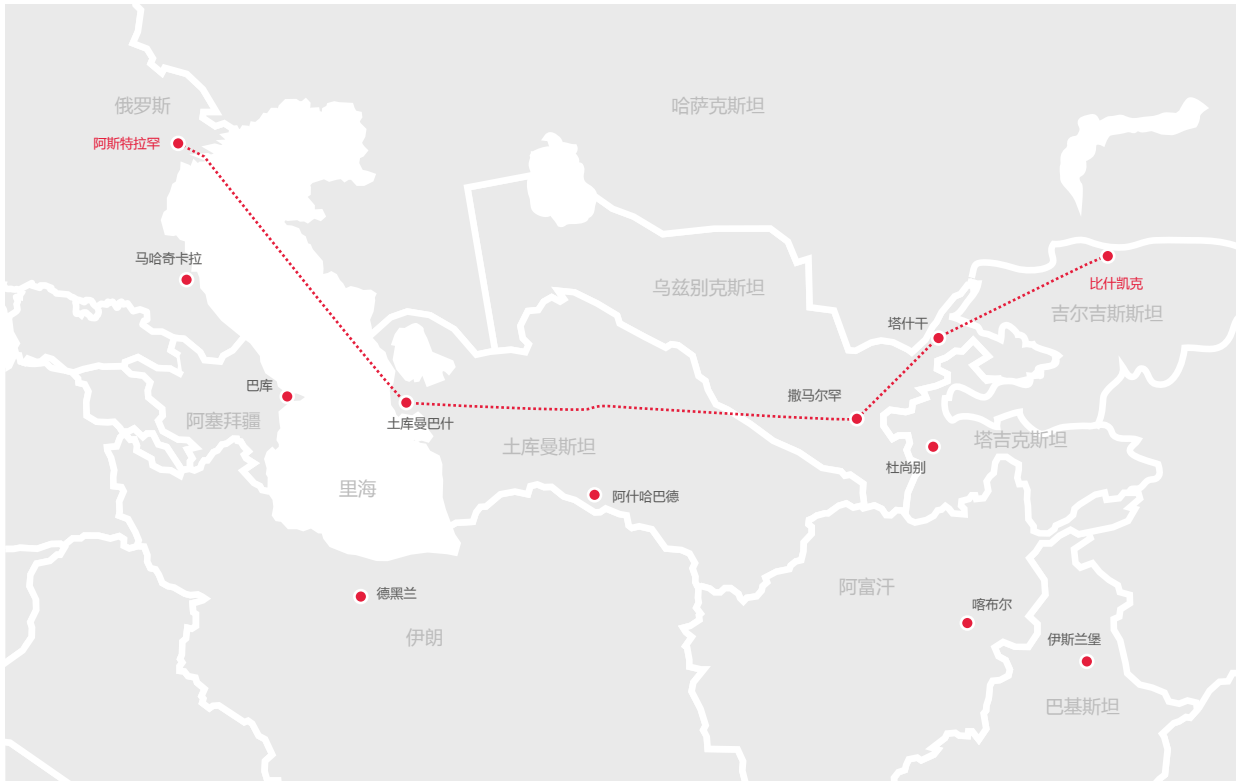 俄罗斯
哈萨克斯坦
阿斯特拉罕
马哈奇卡拉
比什凯克
乌兹别克斯坦
吉尔吉斯斯坦
塔什干
巴库
撒马尔罕
阿塞拜疆
土库曼巴什
土库曼斯坦
塔吉克斯坦
杜尚别
里海
阿什哈巴德
德黑兰
阿富汗
喀布尔
伊朗
伊斯兰堡
巴基斯坦